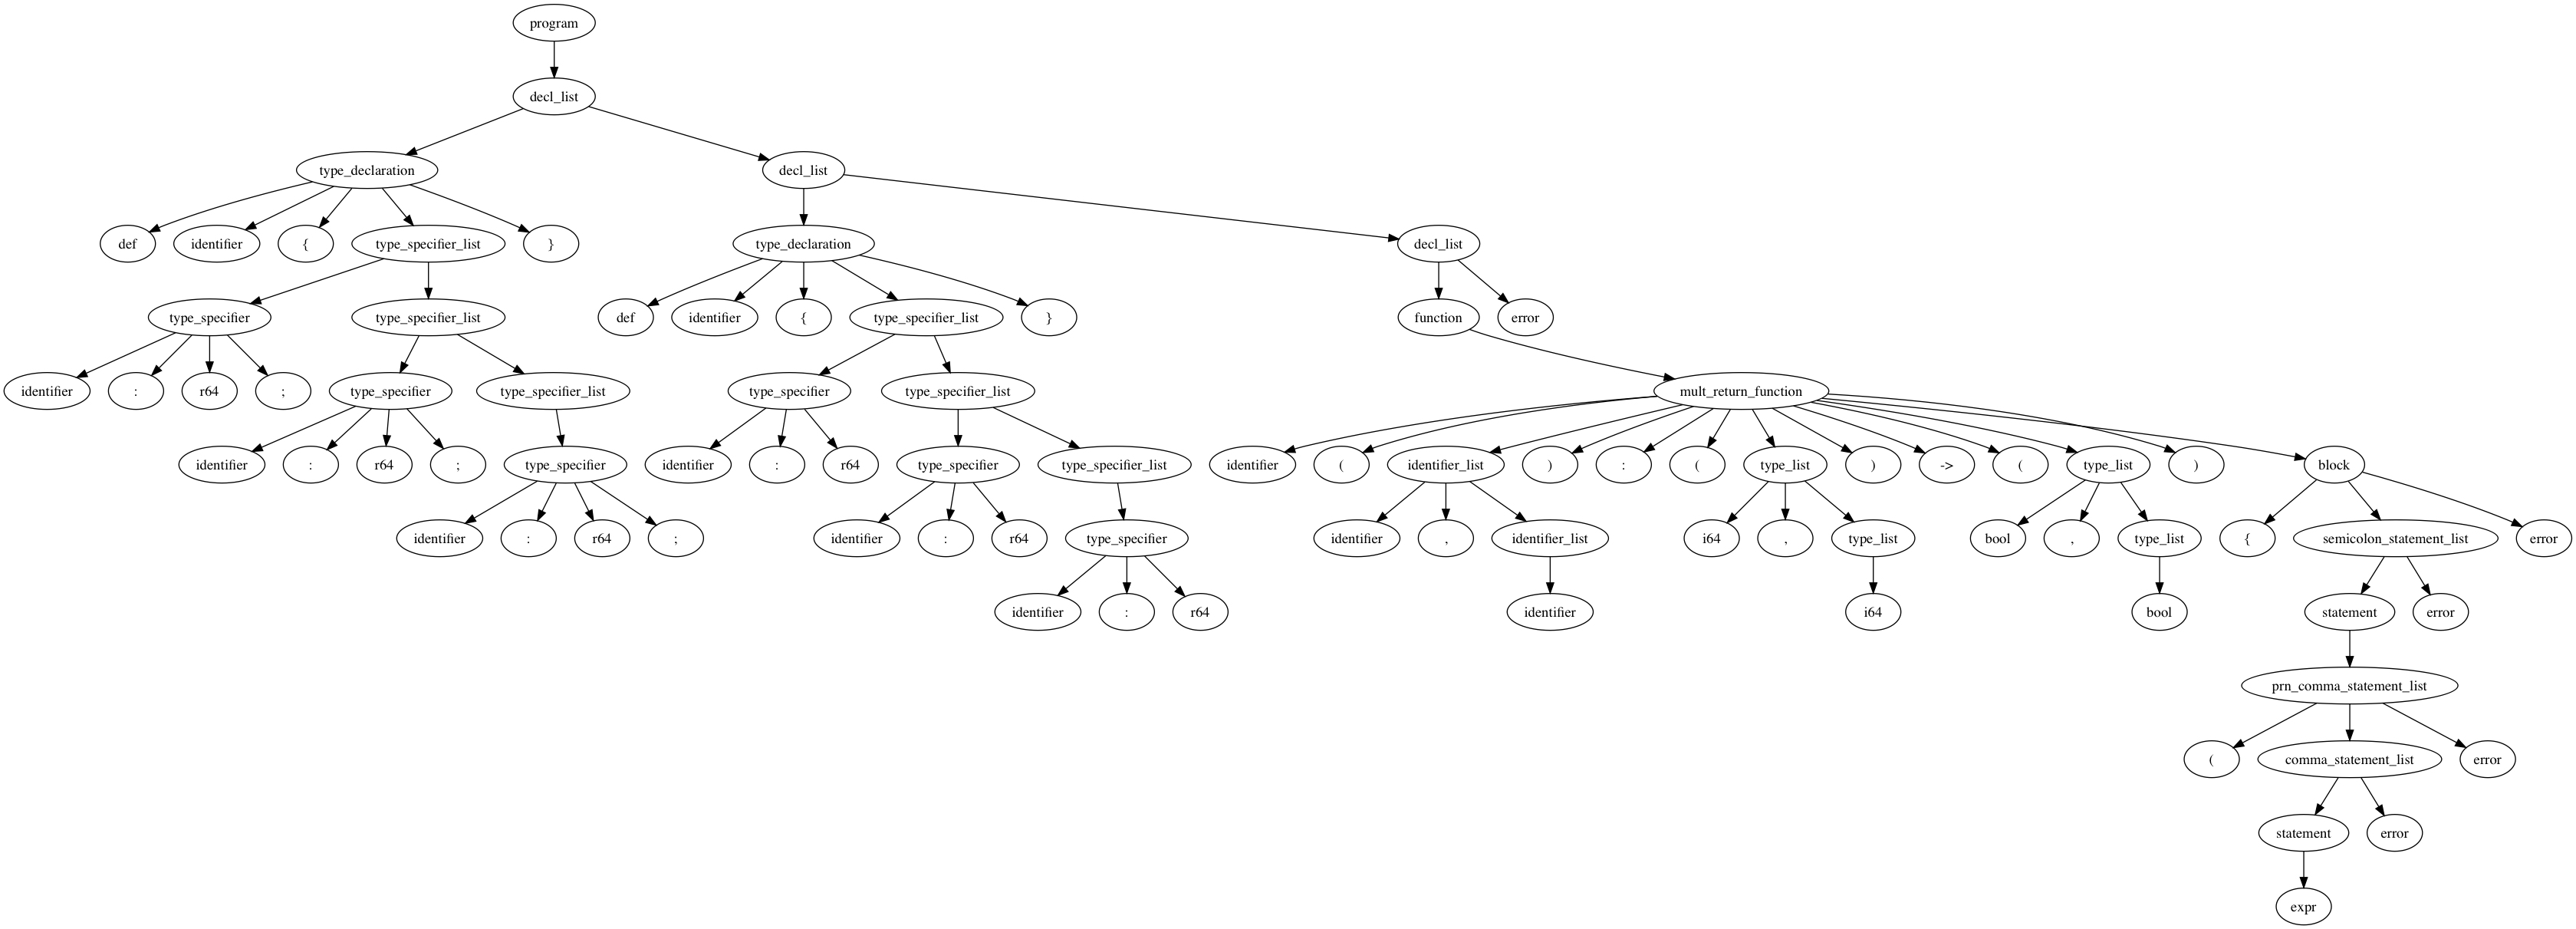 program
decl_list
type_declaration decl_list
def identifier { type_specifier_list } type_declaration decl_list
type_specifier type_specifier_list def identifier { type_specifier_list } function error
identifier : r64 ; type_specifier type_specifier_list type_specifier type_specifier_list mult_return_function
identifier : r64 ; type_specifier identifier : r64 type_specifier type_specifier_list identifier ( identifier_list ) : ( type_list ) -> ( type_list ) block
identifier : r64 ; identifier : r64 type_specifier identifier , identifier_list i64 , type_list bool , type_list { semicolon_statement_list error
identifier : r64 identifier i64 bool statement error
prn_comma_statement_list
( comma_statement_list error
statement error
expr